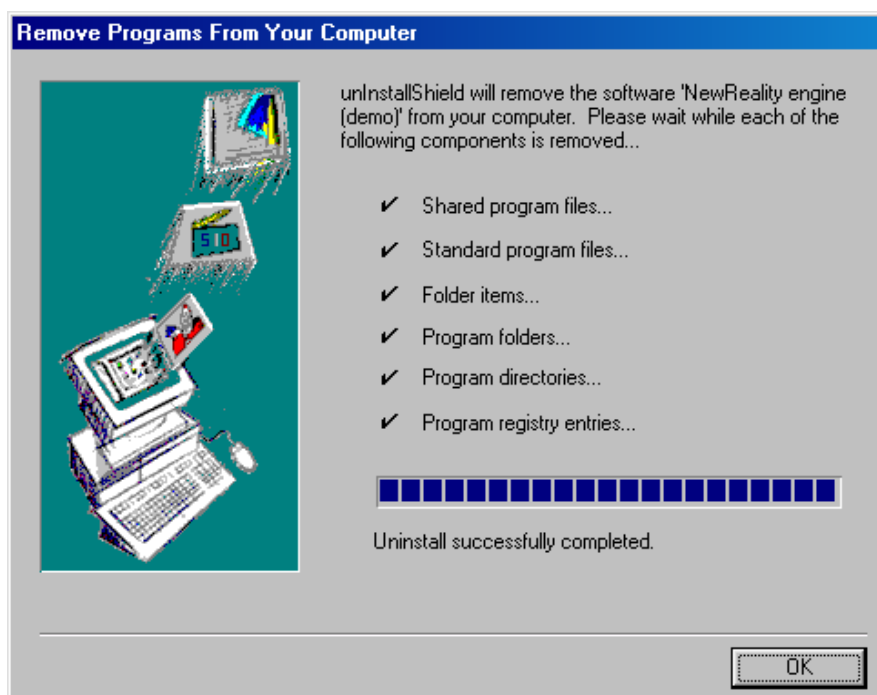 Remove Programs From Your Computer
unInstallShield will remove the software 'NewReality engine
(demo)' from your computer.  Please wait while each of the
following components is removed...
✔ Shared program files...
✔ Standard program files...
✔ Folder items...
✔ Program folders...
✔ Program directories...
✔ Program registry entries...
Uninstall successfully completed.
OK